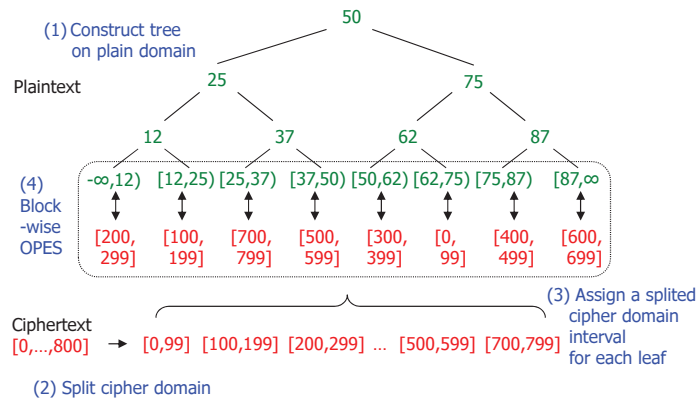 50
(1) Construct tree
on plain domain
25
75
Plaintext
12
37
62
87
(4)
Block
-wise
OPES
-∞,12) [12,25) [25,37) [37,50) [50,62) [62,75) [75,87) [87,∞
[200, [100, [700, [500, [300, [0, [400, [600,
299] 199] 799] 599] 399] 99] 499] 699]
(3) Assign a splited
cipher domain
interval
for each leaf
Ciphertext
[0,...,800]
[0,99] [100,199] [200,299] ... [500,599] [700,799]
(2) Split cipher domain